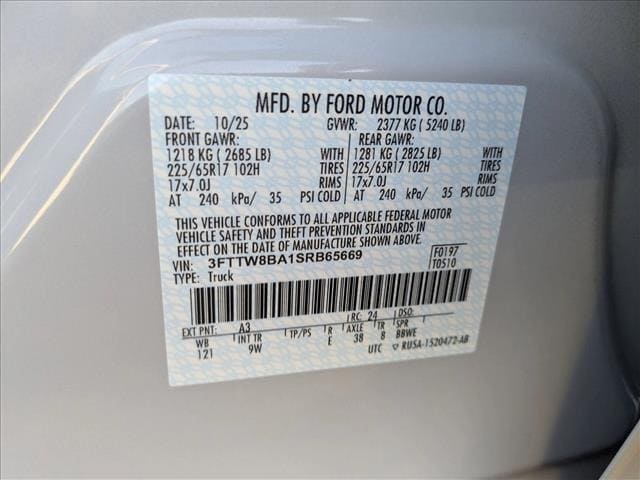 MFD. BY FORD MOTOR CO.
DATE: 10/25 GVWR: 2377 KG ( 5240 LB)
FRONT GAWR: REAR GAWR:
1218 KG ( 2685 LB) 1281 KG ( 2825 LB)
225/65R17 102H TIRES 225/65R17 102H TIRES
17x7.0J RIMS 17x7.0J RIMS
AT 240 kPa/ 35 PSI COLD AT 240 kPa/ 35 PSI COLD
THIS VEHICLE CONFORMS TO ALL APPLICABLE FEDERAL MOTOR
VEHICLE SAFETY AND THEFT PREVENTION STANDARDS IN
EFFECT ON THE DATE OF MANUFACTURE SHOWN ABOVE.
VIN: 3FTTW8BA1SRB65669 F0197
TYPE: Truck T0510
EXT PNT: A3 RC: 24 DSO:
WB INT TR TP/PS R AXLE TR SPR
121 9W E 38 8 BBWE
UTC RU5A-1520472-AB